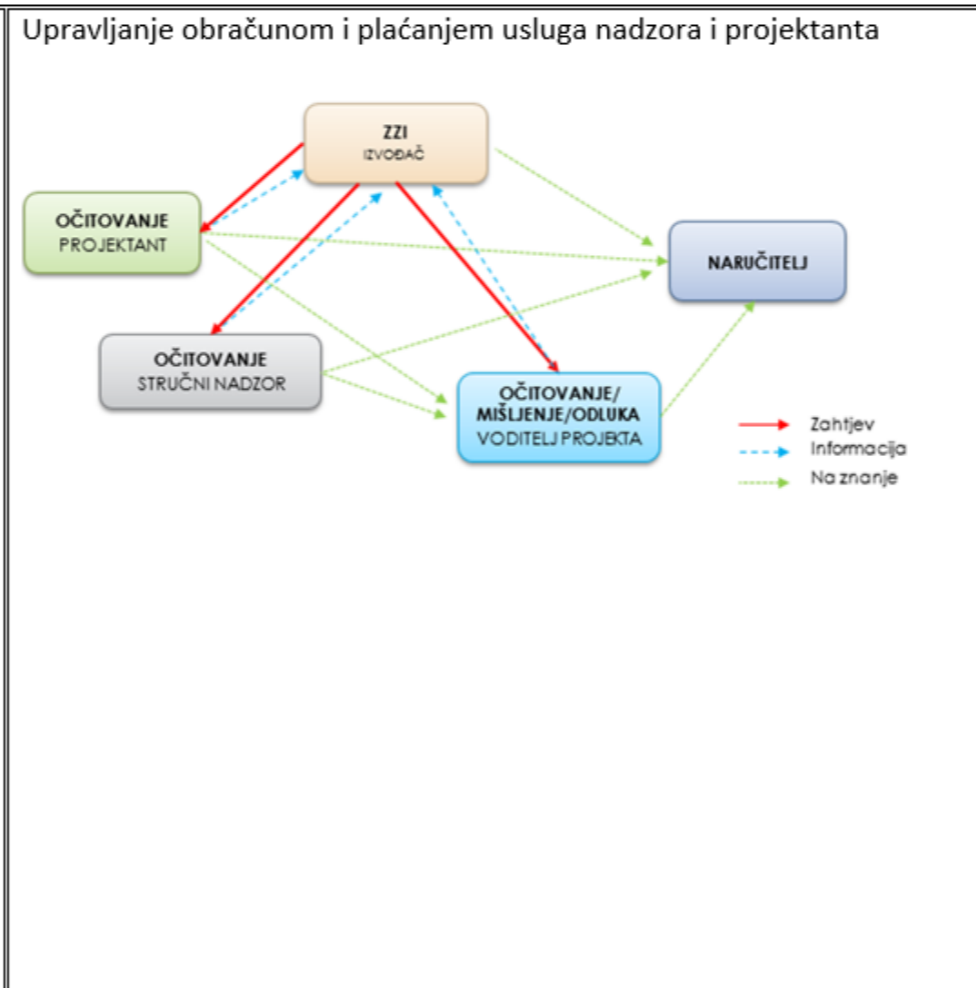 Upravljanje obračunom i plaćanjem usluga nadzora i projektanta
ZZI
IZVOĐAČ
OČITOVANJE
PROJEKTANT
NARUČITELJ
OČITOVANJE
STRUČNI NADZOR
OČITOVANJE/
MIŠLJENJE/ODLUKA
VODITELJ PROJEKTA
Zahtjev
Informacija
Na znanje